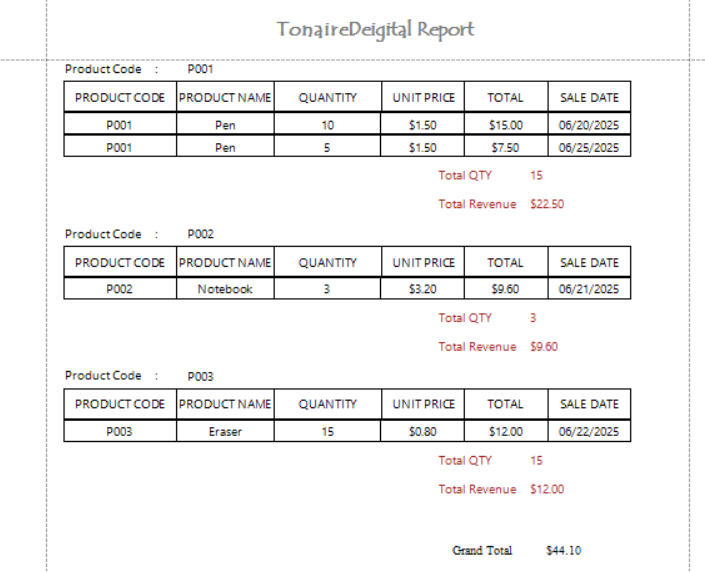 TonaireDeigital Report
Product Code : P001
PRODUCT CODE PRODUCT NAME QUANTITY UNIT PRICE TOTAL SALE DATE
P001 Pen 10 $1.50 $15.00 06/20/2025
P001 Pen 5 $1.50 $7.50 06/25/2025
Total QTY 15
Total Revenue $22.50
Product Code : P002
PRODUCT CODE PRODUCT NAME QUANTITY UNIT PRICE TOTAL SALE DATE
P002 Notebook 3 $3.20 $9.60 06/21/2025
Total QTY 3
Total Revenue $9.60
Product Code : P003
PRODUCT CODE PRODUCT NAME QUANTITY UNIT PRICE TOTAL SALE DATE
P003 Eraser 15 $0.80 $12.00 06/22/2025
Total QTY 15
Total Revenue $12.00
Grand Total $44.10